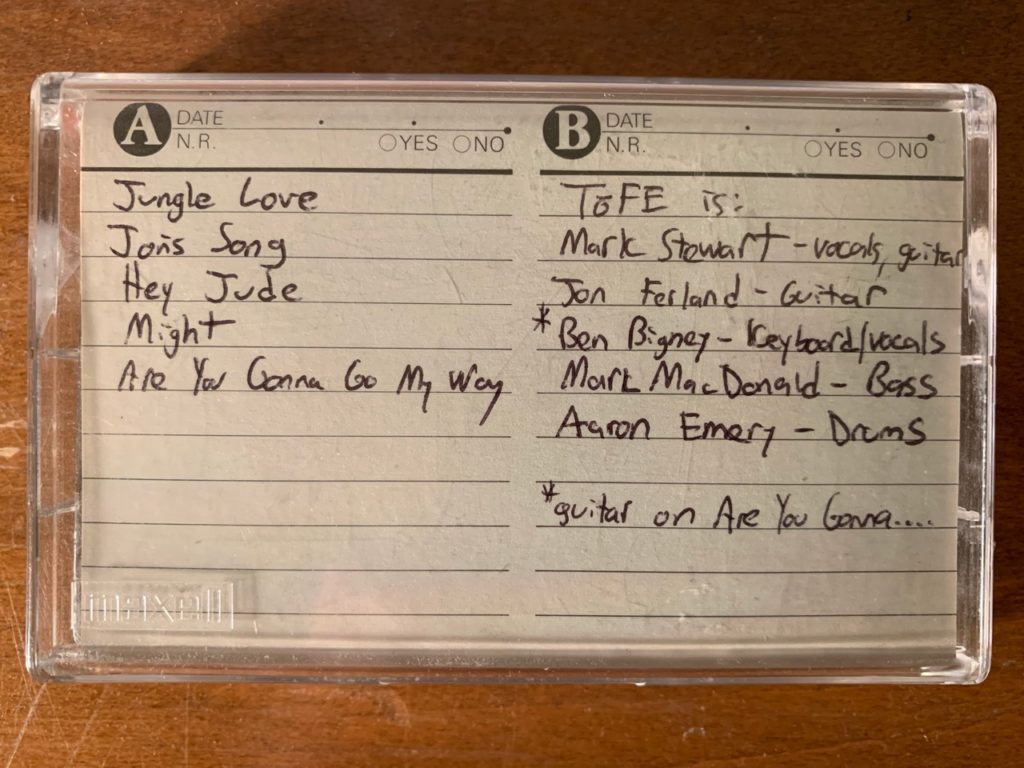 A DATE
N.R. ○YES ○NO
Jungle Love
Jon's Song
Hey Jude
Might
Are You Gonna Go My Way
maxell
B DATE
N.R. ○YES ○NO
TōFE is:
Mark Stewart - vocals, guitar
Jon Ferland - Guitar
*Ben Bigney - Keyboard/vocals
Mark MacDonald - Bass
Aaron Emery - Drums
*guitar on Are You Gonna.....